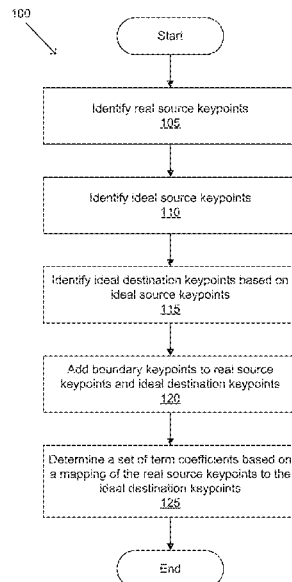 100
Start
Identify real source keypoints
105
Identify ideal source keypoints
110
Identify ideal destination keypoints based on
ideal source keypoints
115
Add boundary keypoints to real source
keypoints and ideal destination keypoints
120
Determine a set of term coefficients based on
a mapping of the real source keypoints to the
ideal destination keypoints
125
End